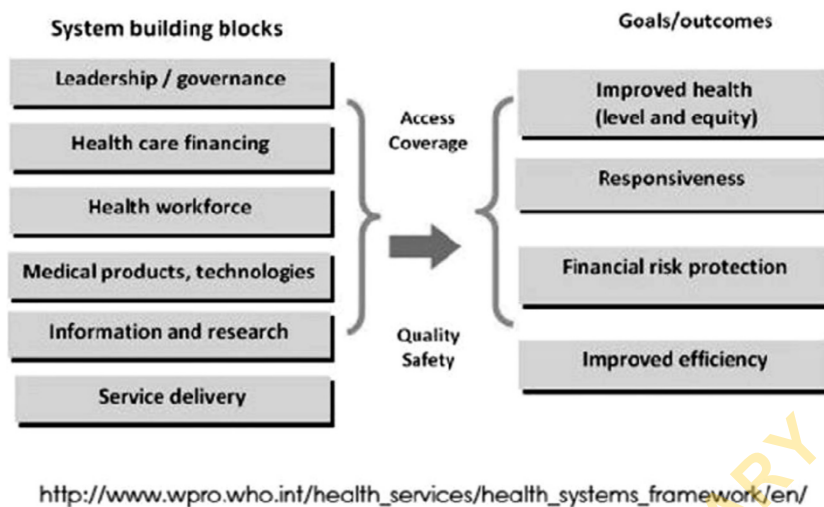 System building blocks
Leadership / governance
Health care financing
Health workforce
Medical products, technologies
Information and research
Service delivery
Access
Coverage
Quality
Safety
Goals/outcomes
Improved health
(level and equity)
Responsiveness
Financial risk protection
Improved efficiency
http://www.wpro.who.int/health_services/health_systems_framework/en/
ARY